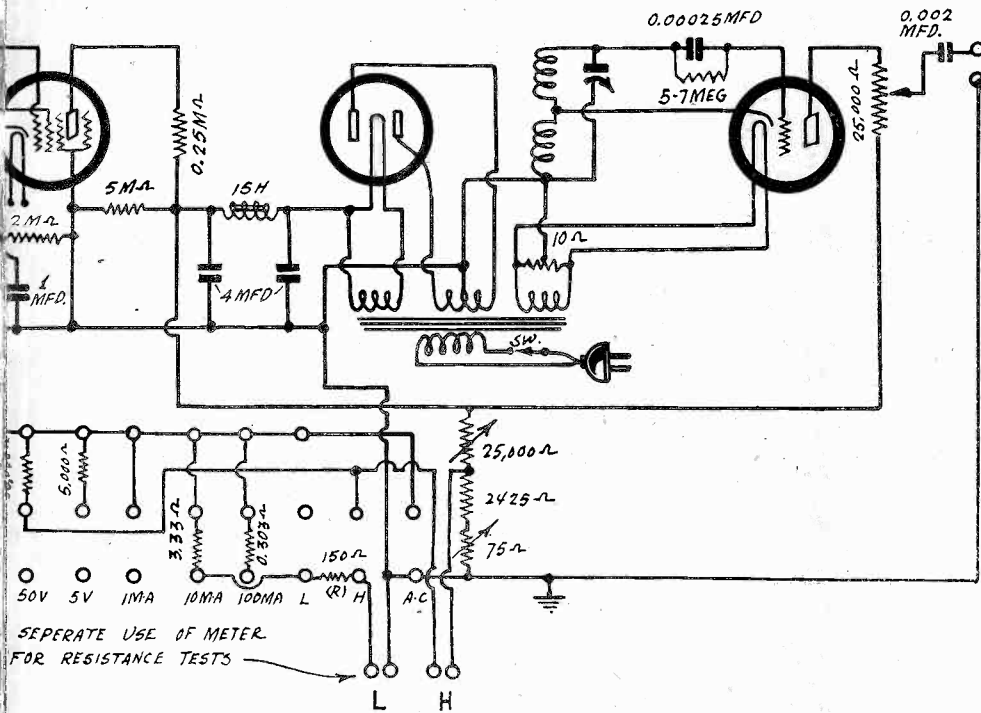 0.00025MFD
0.002
MFD.
5-7MEG
25,000Ω
0.25MΩ
5MΩ
15H
2MΩ
10Ω
1
MFD.
4MFD
SW.
25,000Ω
5,000Ω
2425Ω
3.33Ω
0.303Ω
150Ω
75Ω
(R)
50V 5V 1MA 10MA 100MA L H A.C
SEPERATE USE OF METER
FOR RESISTANCE TESTS
L H